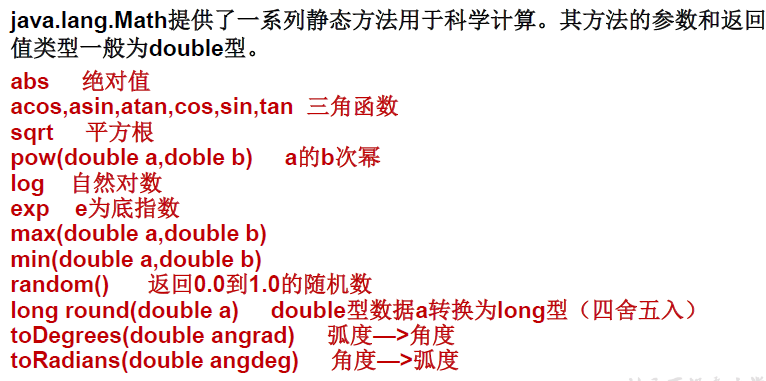 java.lang.Math提供了一系列静态方法用于科学计算。其方法的参数和返回
值类型一般为double型。
abs 绝对值
acos,asin,atan,cos,sin,tan 三角函数
sqrt 平方根
pow(double a,doble b) a的b次幂
log 自然对数
exp e为底指数
max(double a,double b)
min(double a,double b)
random() 返回0.0到1.0的随机数
long round(double a) double型数据a转换为long型（四舍五入）
toDegrees(double angrad) 弧度—>角度
toRadians(double angdeg) 角度—>弧度